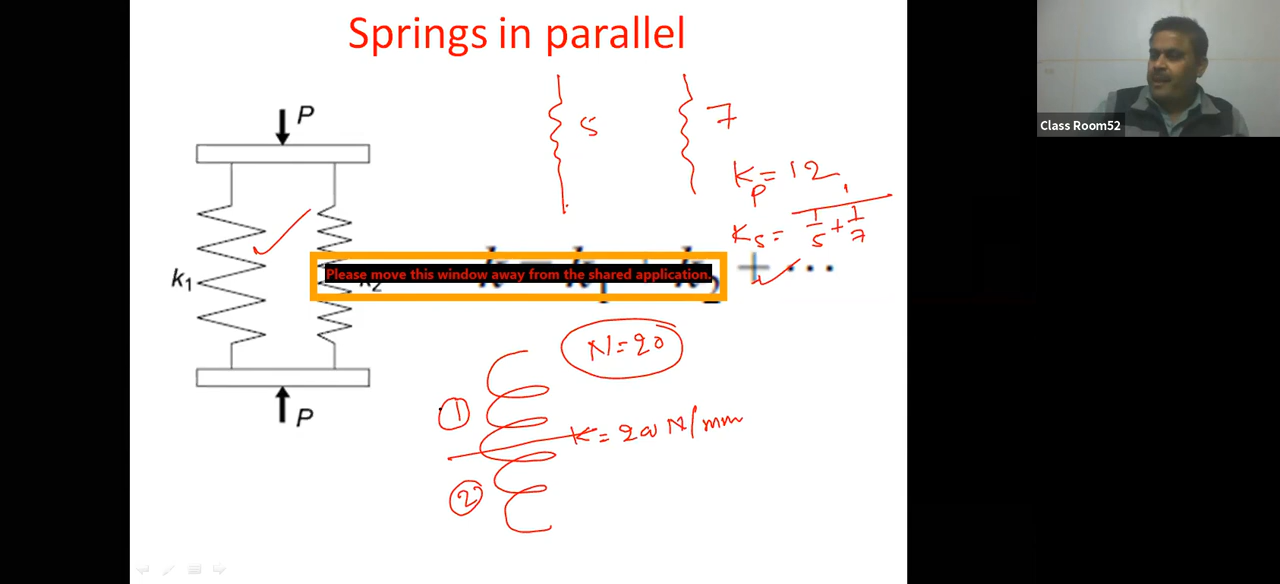 Springs in parallel
Class Room52
P
5
7
Kp = 12
Ks = 1 / 1/5 + 1/7
k1
Please move this window away from the shared application.
+ ...
N = 20
1
K = 20 N/mm
2
P